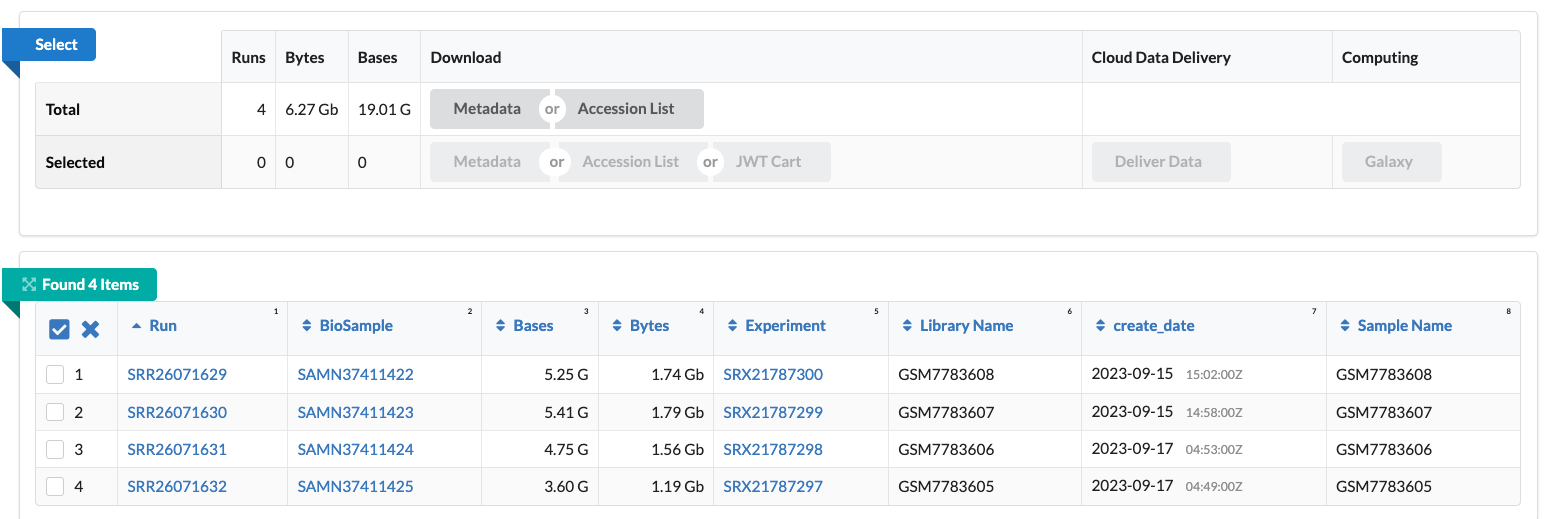 Select
Runs Bytes Bases Download Cloud Data Delivery Computing
Total 4 6.27 Gb 19.01 G Metadata or Accession List
Selected 0 0 0 Metadata or Accession List or JWT Cart Deliver Data Galaxy
Found 4 Items
Run 1 BioSample 2 Bases 3 Bytes 4 Experiment 5 Library Name 6 create_date 7 Sample Name 8
1 SRR26071629 SAMN37411422 5.25 G 1.74 Gb SRX21787300 GSM7783608 2023-09-15 15:02:00Z GSM7783608
2 SRR26071630 SAMN37411423 5.41 G 1.79 Gb SRX21787299 GSM7783607 2023-09-15 14:58:00Z GSM7783607
3 SRR26071631 SAMN37411424 4.75 G 1.56 Gb SRX21787298 GSM7783606 2023-09-17 04:53:00Z GSM7783606
4 SRR26071632 SAMN37411425 3.60 G 1.19 Gb SRX21787297 GSM7783605 2023-09-17 04:49:00Z GSM7783605